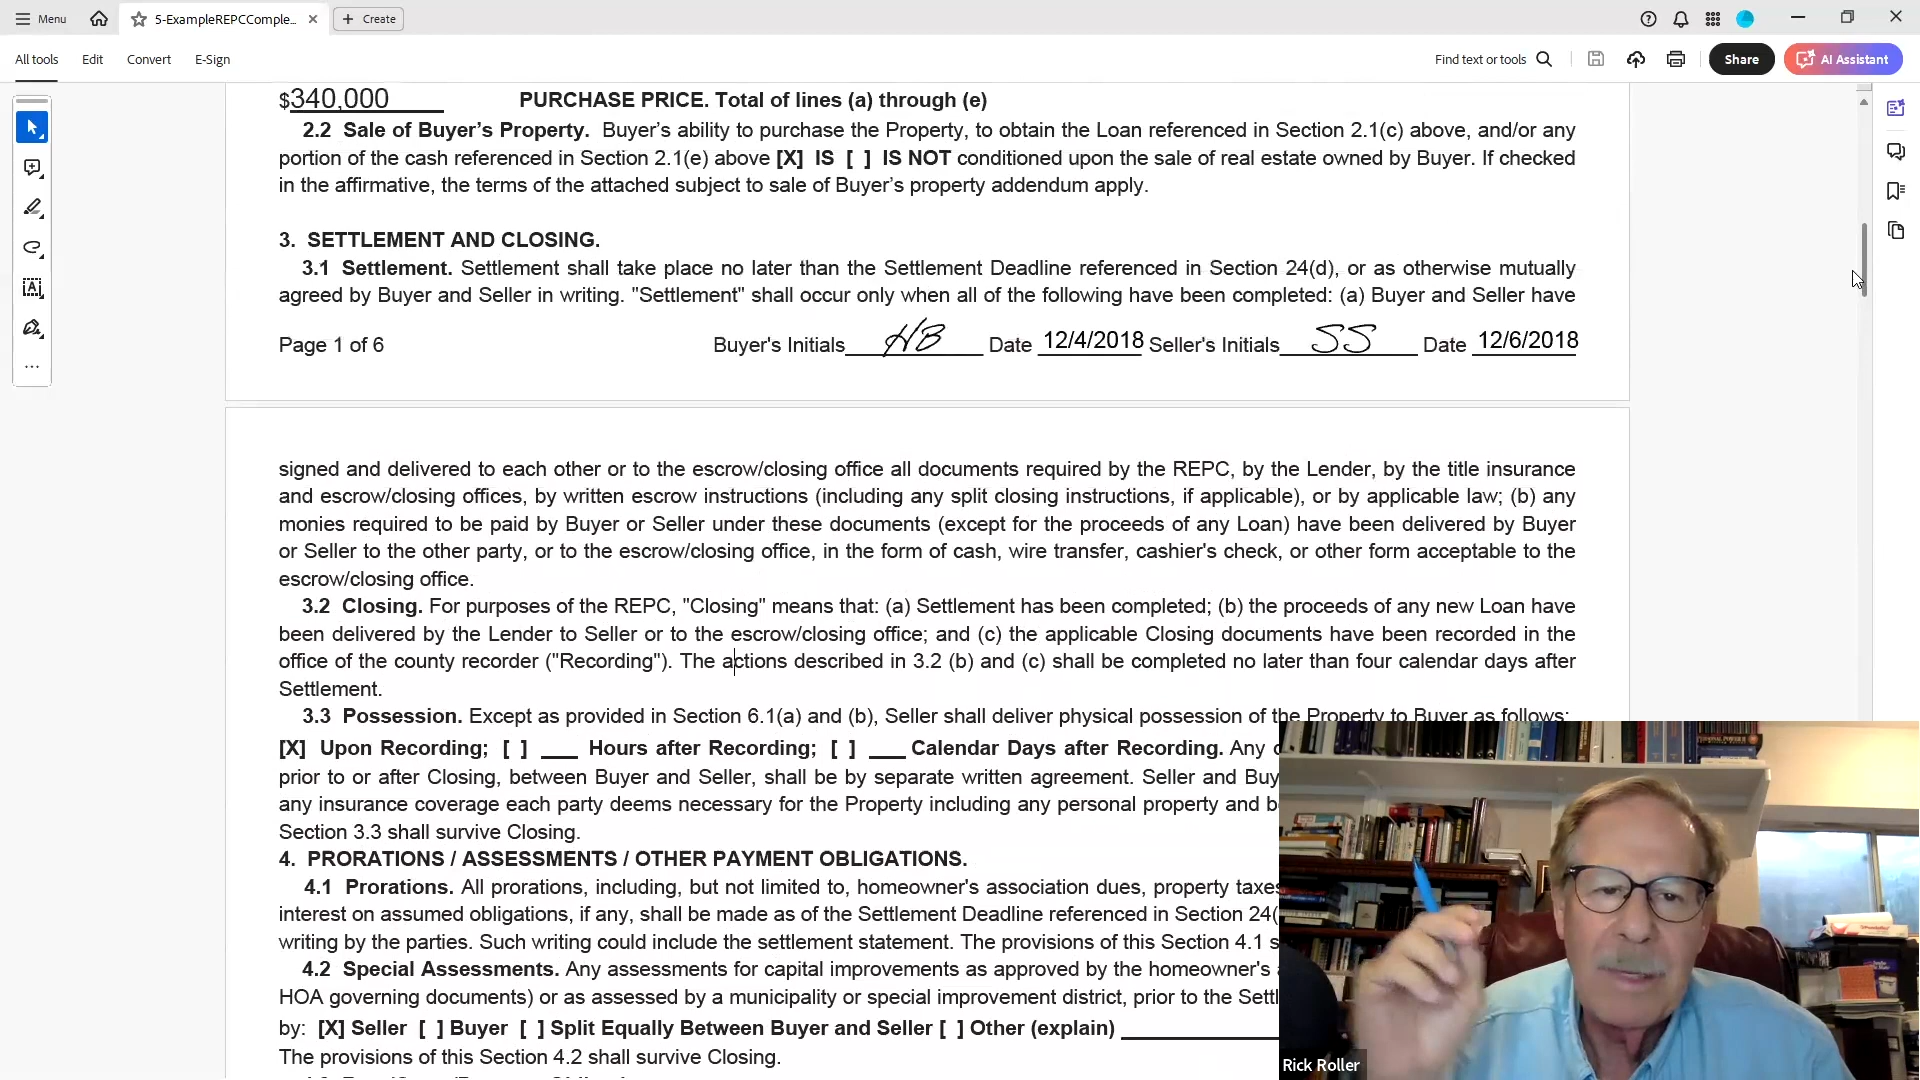 Menu
5-ExampleREPCComple...
Create
All tools
Edit
Convert
E-Sign
Find text or tools
Share
AI Assistant
$340,000 PURCHASE PRICE. Total of lines (a) through (e)
2.2 Sale of Buyer's Property. Buyer's ability to purchase the Property, to obtain the Loan referenced in Section 2.1(c) above, and/or any
portion of the cash referenced in Section 2.1(e) above [X] IS [ ] IS NOT conditioned upon the sale of real estate owned by Buyer. If checked
in the affirmative, the terms of the attached subject to sale of Buyer's property addendum apply.
3. SETTLEMENT AND CLOSING.
3.1 Settlement. Settlement shall take place no later than the Settlement Deadline referenced in Section 24(d), or as otherwise mutually
agreed by Buyer and Seller in writing. "Settlement" shall occur only when all of the following have been completed: (a) Buyer and Seller have
Page 1 of 6 Buyer's Initials HB Date 12/4/2018 Seller's Initials SS Date 12/6/2018
signed and delivered to each other or to the escrow/closing office all documents required by the REPC, by the Lender, by the title insurance
and escrow/closing offices, by written escrow instructions (including any split closing instructions, if applicable), or by applicable law; (b) any
monies required to be paid by Buyer or Seller under these documents (except for the proceeds of any Loan) have been delivered by Buyer
or Seller to the other party, or to the escrow/closing office, in the form of cash, wire transfer, cashier's check, or other form acceptable to the
escrow/closing office.
3.2 Closing. For purposes of the REPC, "Closing" means that: (a) Settlement has been completed; (b) the proceeds of any new Loan have
been delivered by the Lender to Seller or to the escrow/closing office; and (c) the applicable Closing documents have been recorded in the
office of the county recorder ("Recording"). The actions described in 3.2 (b) and (c) shall be completed no later than four calendar days after
Settlement.
3.3 Possession. Except as provided in Section 6.1(a) and (b), Seller shall deliver physical possession of the Property to Buyer as follows:
[X] Upon Recording; [ ] ___ Hours after Recording; [ ] ___ Calendar Days after Recording. Any
prior to or after Closing, between Buyer and Seller, shall be by separate written agreement. Seller and Buy
any insurance coverage each party deems necessary for the Property including any personal property and b
Section 3.3 shall survive Closing.
4. PRORATIONS / ASSESSMENTS / OTHER PAYMENT OBLIGATIONS.
4.1 Prorations. All prorations, including, but not limited to, homeowner's association dues, property taxes
interest on assumed obligations, if any, shall be made as of the Settlement Deadline referenced in Section 24(
writing by the parties. Such writing could include the settlement statement. The provisions of this Section 4.1 s
4.2 Special Assessments. Any assessments for capital improvements as approved by the homeowner's
HOA governing documents) or as assessed by a municipality or special improvement district, prior to the Settl
by: [X] Seller [ ] Buyer [ ] Split Equally Between Buyer and Seller [ ] Other (explain)
The provisions of this Section 4.2 shall survive Closing.
Rick Roller